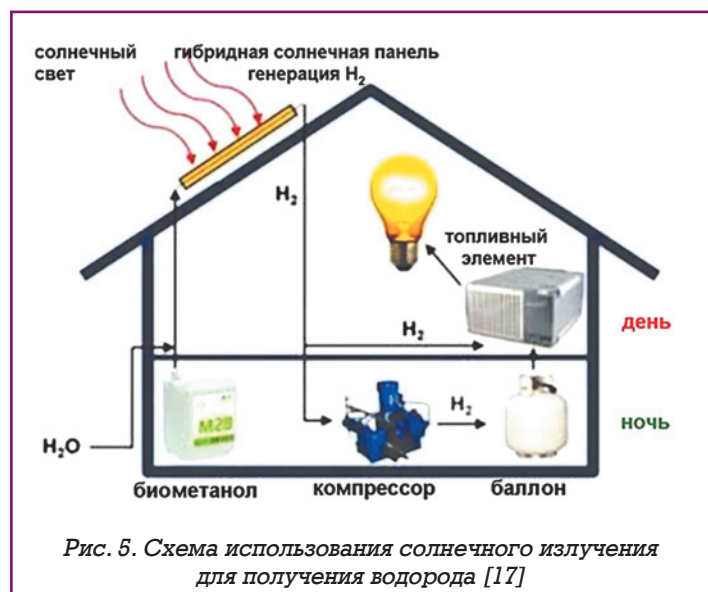 солнечный
свет
гибридная солнечная панель
генерация H₂
H₂
топливный
элемент
день
H₂
H₂
ночь
H₂O
биометанол
компрессор
баллон
Рис. 5. Схема использования солнечного излучения
для получения водорода [17]